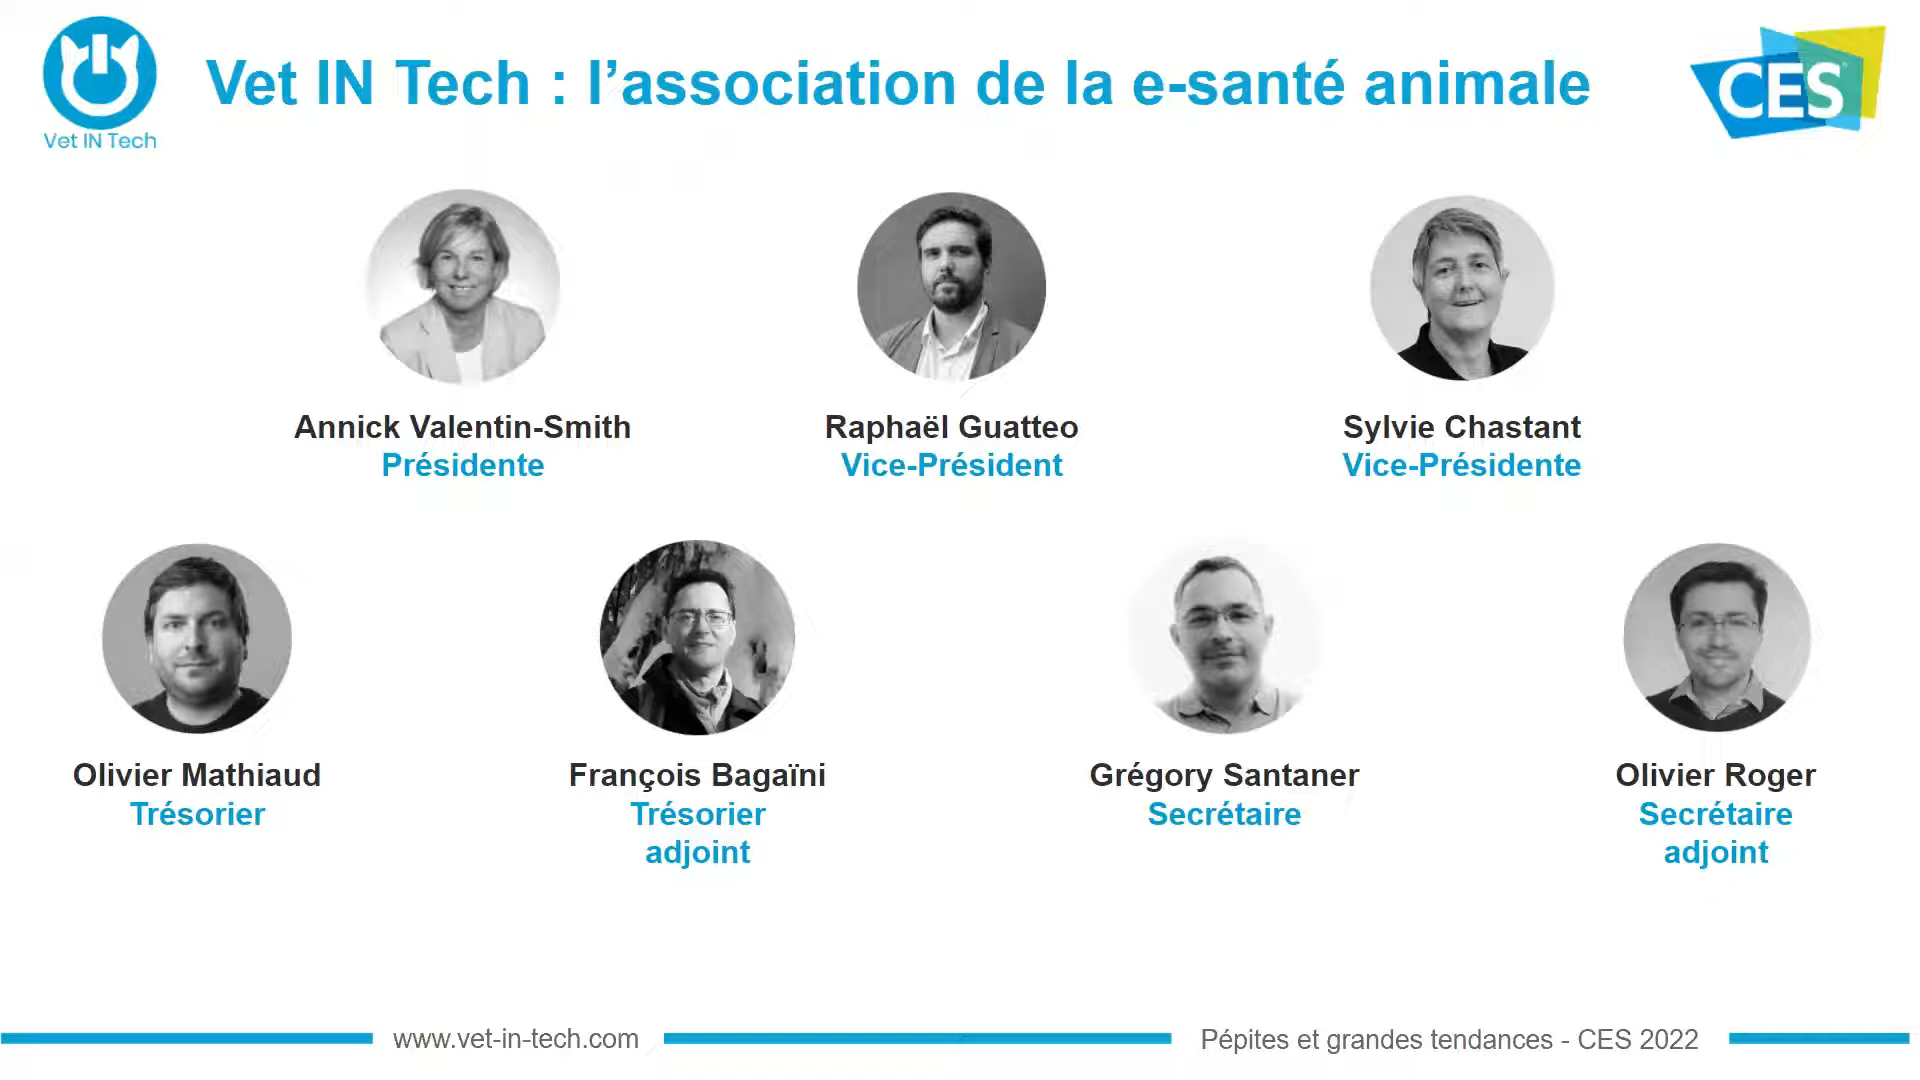 Vet IN Tech : l’association de la e-santé animale
Vet IN Tech
CES
Annick Valentin-Smith
Présidente
Raphaël Guatteo
Vice-Président
Sylvie Chastant
Vice-Présidente
Olivier Mathiaud
Trésorier
François Bagaïni
Trésorier
adjoint
Grégory Santaner
Secrétaire
Olivier Roger
Secrétaire
adjoint
www.vet-in-tech.com
Pépites et grandes tendances - CES 2022